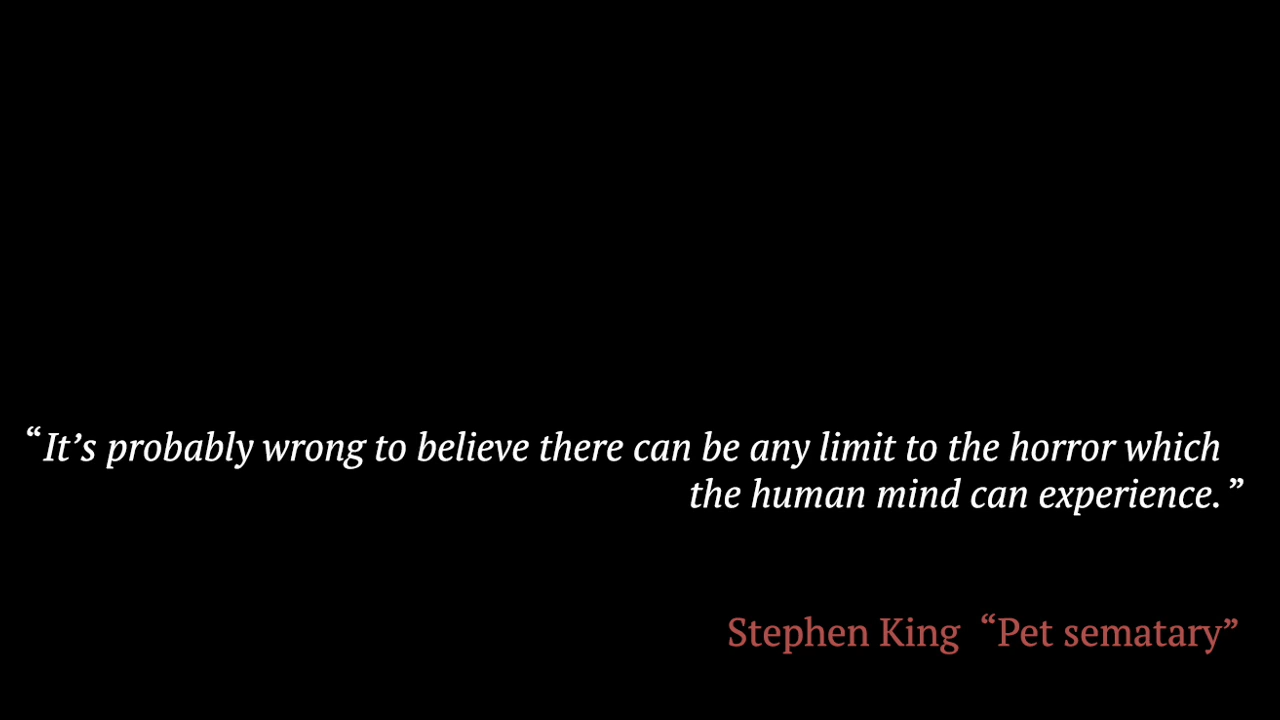 “It’s probably wrong to believe there can be any limit to the horror which
the human mind can experience.”
Stephen King “Pet sematary”